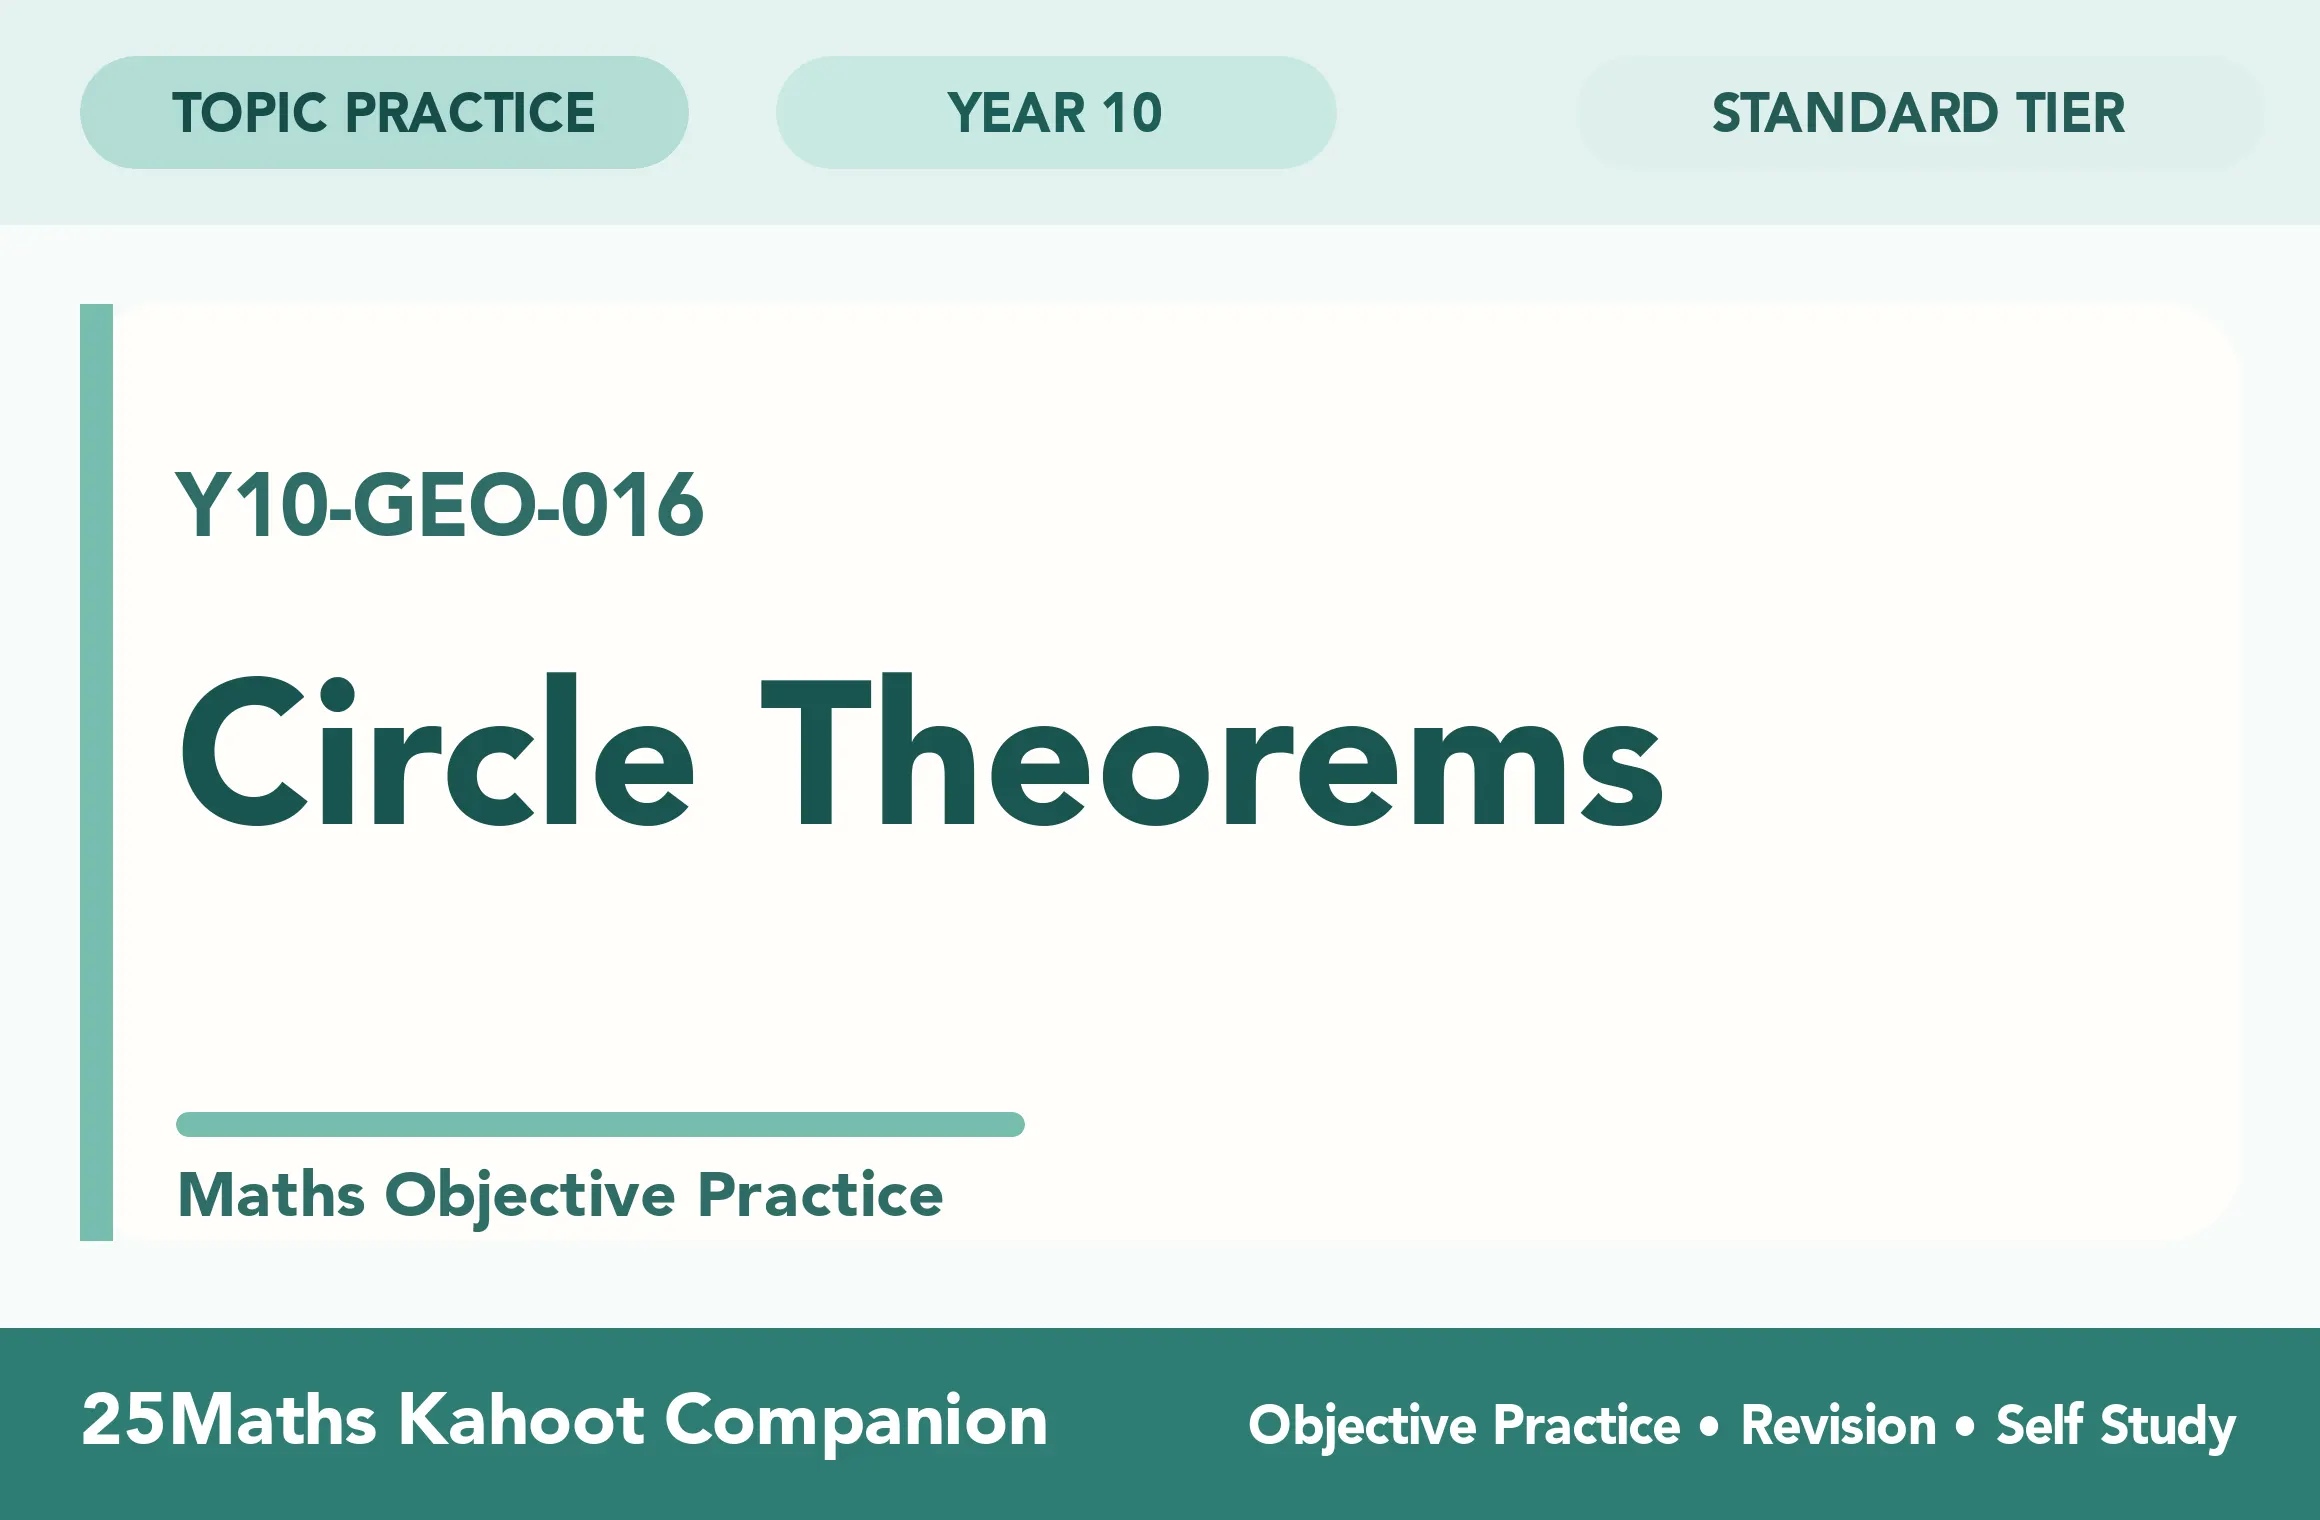 TOPIC PRACTICE
YEAR 10
STANDARD TIER
Y10-GEO-016
Circle Theorems
Maths Objective Practice
25Maths Kahoot Companion
Objective Practice • Revision • Self Study